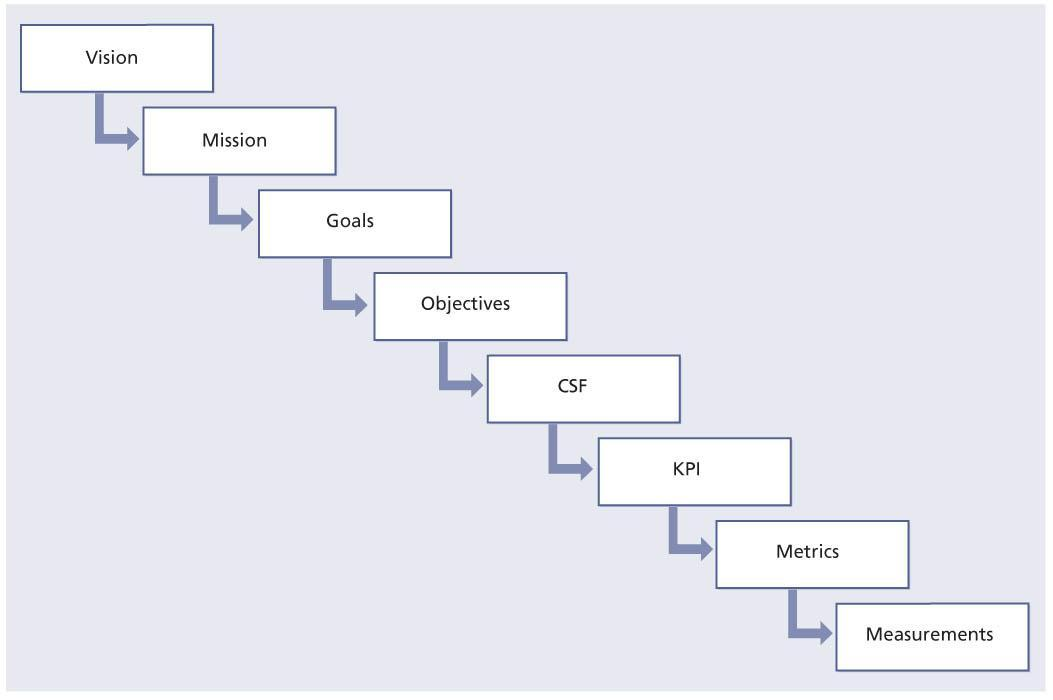 Vision
Mission
Goals
Objectives
CSF
KPI
Metrics
Measurements